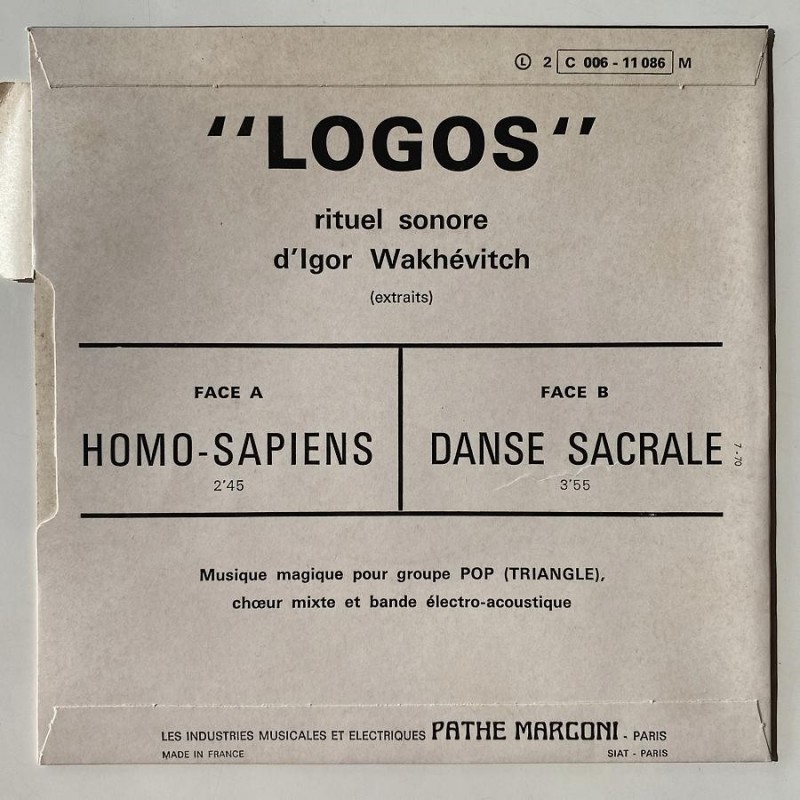 Ⓛ 2 C 006 - 11 086 M
"LOGOS"
rituel sonore
d'Igor Wakhévitch
(extraits)
FACE A
HOMO-SAPIENS
2'45
FACE B
DANSE SACRALE
3'55
7 - 70
Musique magique pour groupe POP (TRIANGLE),
chœur mixte et bande électro-acoustique
LES INDUSTRIES MUSICALES ET ELECTRIQUES PATHE MARCONI - PARIS
MADE IN FRANCE SIAT - PARIS